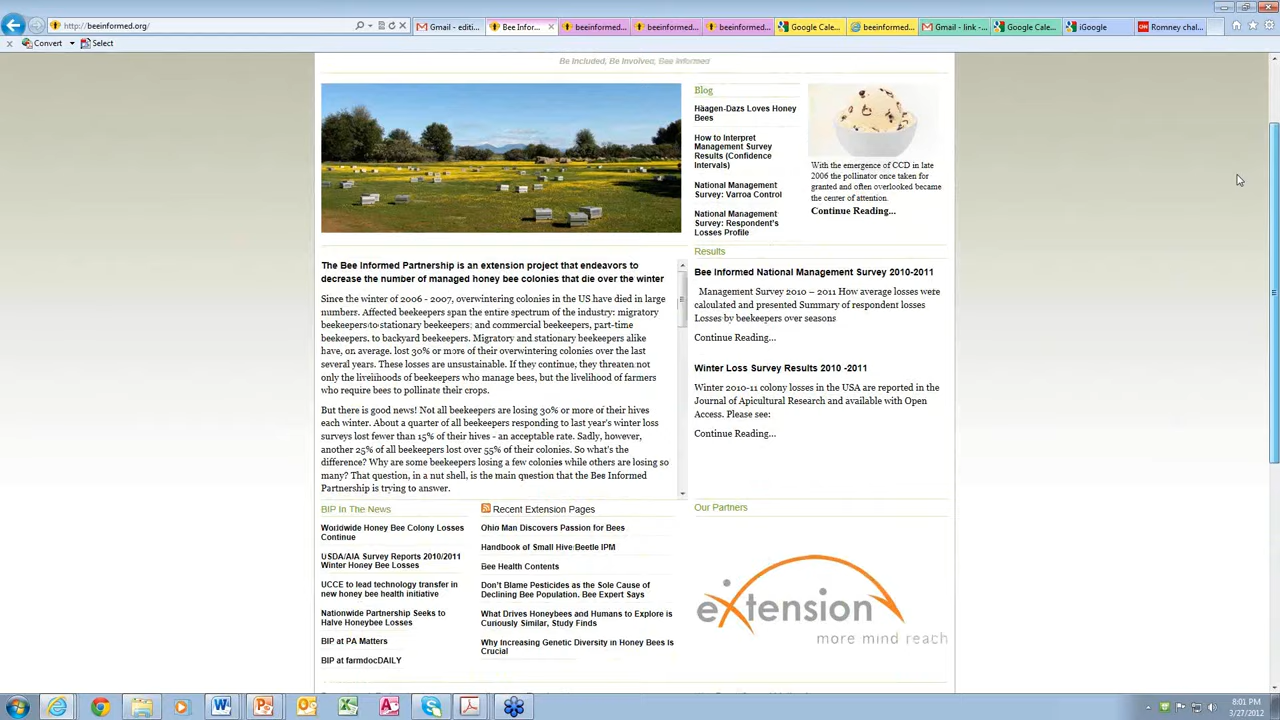 http://beeinformed.org/
Gmail - editi...
Bee Infor...
beeinformed...
beeinformed...
beeinformed...
Google Cale...
beeinformed...
Gmail - link -...
Google Cale...
iGoogle
Romney chal...
Convert
Select
Be Included, Be Involved, Bee Informed
Blog
Häagen-Dazs Loves Honey
Bees
How to Interpret
Management Survey
Results (Confidence
Intervals)
National Management
Survey: Varroa Control
National Management
Survey: Respondent's
Losses Profile
With the emergence of CCD in late
2006 the pollinator once taken for
granted and often overlooked became
the center of attention.
Continue Reading...
The Bee Informed Partnership is an extension project that endeavors to
decrease the number of managed honey bee colonies that die over the winter
Since the winter of 2006 - 2007, overwintering colonies in the US have died in large
numbers. Affected beekeepers span the entire spectrum of the industry: migratory
beekeepers to stationary beekeepers; and commercial beekeepers, part-time
beekeepers. to backyard beekeepers. Migratory and stationary beekeepers alike
have, on average. lost 30% or more of their overwintering colonies over the last
several years. These losses are unsustainable. If they continue, they threaten not
only the livelihoods of beekeepers who manage bees, but the livelihood of farmers
who require bees to pollinate their crops.
But there is good news! Not all beekeepers are losing 30% or more of their hives
each winter. About a quarter of all beekeepers responding to last year's winter loss
surveys lost fewer than 15% of their hives - an acceptable rate. Sadly, however,
another 25% of all beekeepers lost over 55% of their colonies. So what's the
difference? Why are some beekeepers losing a few colonies while others are losing so
many? That question, in a nut shell, is the main question that the Bee Informed
Partnership is trying to answer.
Results
Bee Informed National Management Survey 2010-2011
Management Survey 2010 – 2011 How average losses were
calculated and presented Summary of respondent losses
Losses by beekeepers over seasons
Continue Reading...
Winter Loss Survey Results 2010 -2011
Winter 2010-11 colony losses in the USA are reported in the
Journal of Apicultural Research and available with Open
Access. Please see:
Continue Reading...
BIP In The News
Worldwide Honey Bee Colony Losses
Continue
USDA/AIA Survey Reports 2010/2011
Winter Honey Bee Losses
UCCE to lead technology transfer in
new honey bee health initiative
Nationwide Partnership Seeks to
Halve Honeybee Losses
BIP at PA Matters
BIP at farmdocDAILY
Recent Extension Pages
Ohio Man Discovers Passion for Bees
Handbook of Small Hive Beetle IPM
Bee Health Contents
Don't Blame Pesticides as the Sole Cause of
Declining Bee Population. Bee Expert Says
What Drives Honeybees and Humans to Explore is
Curiously Similar, Study Finds
Why Increasing Genetic Diversity in Honey Bees Is
Crucial
Our Partners
eXtension
more mind reach
8:01 PM
3/27/2012